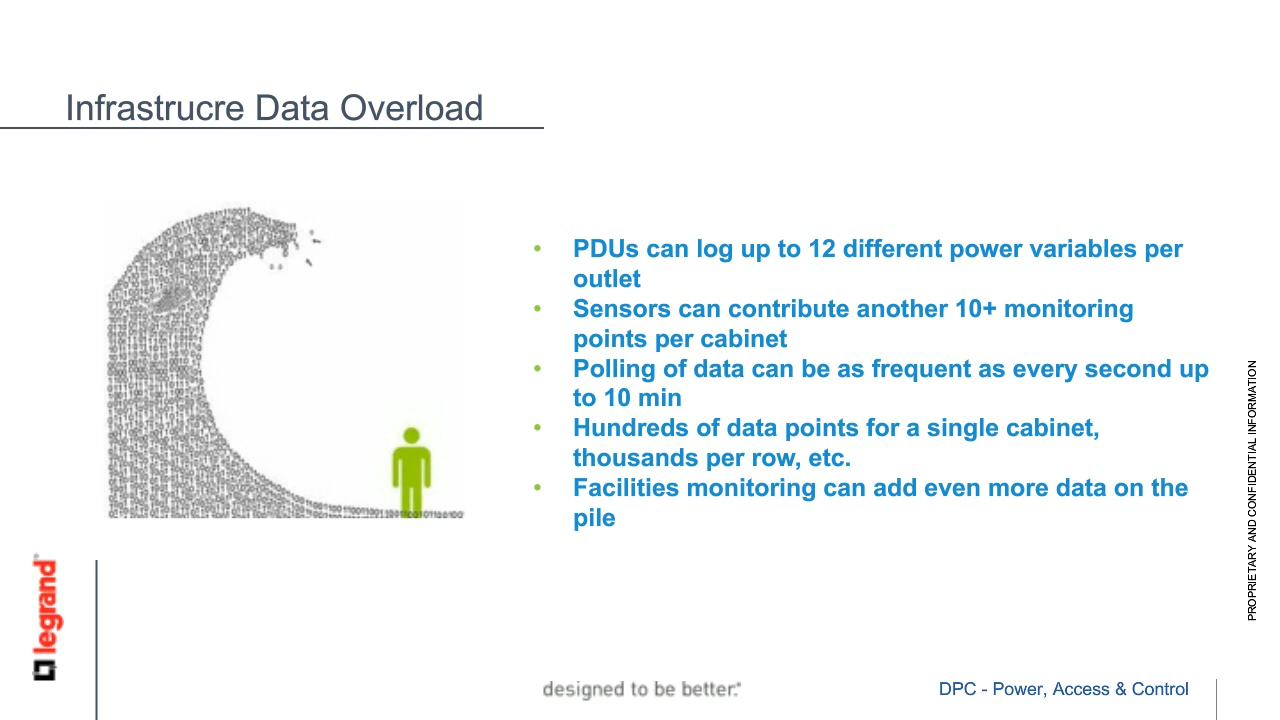 Infrastrucre Data Overload
• PDUs can log up to 12 different power variables per
outlet
• Sensors can contribute another 10+ monitoring
points per cabinet
• Polling of data can be as frequent as every second up
to 10 min
• Hundreds of data points for a single cabinet,
thousands per row, etc.
• Facilities monitoring can add even more data on the
pile
PROPRIETARY AND CONFIDENTIAL INFORMATION
legrand®
designed to be better.™
DPC - Power, Access & Control